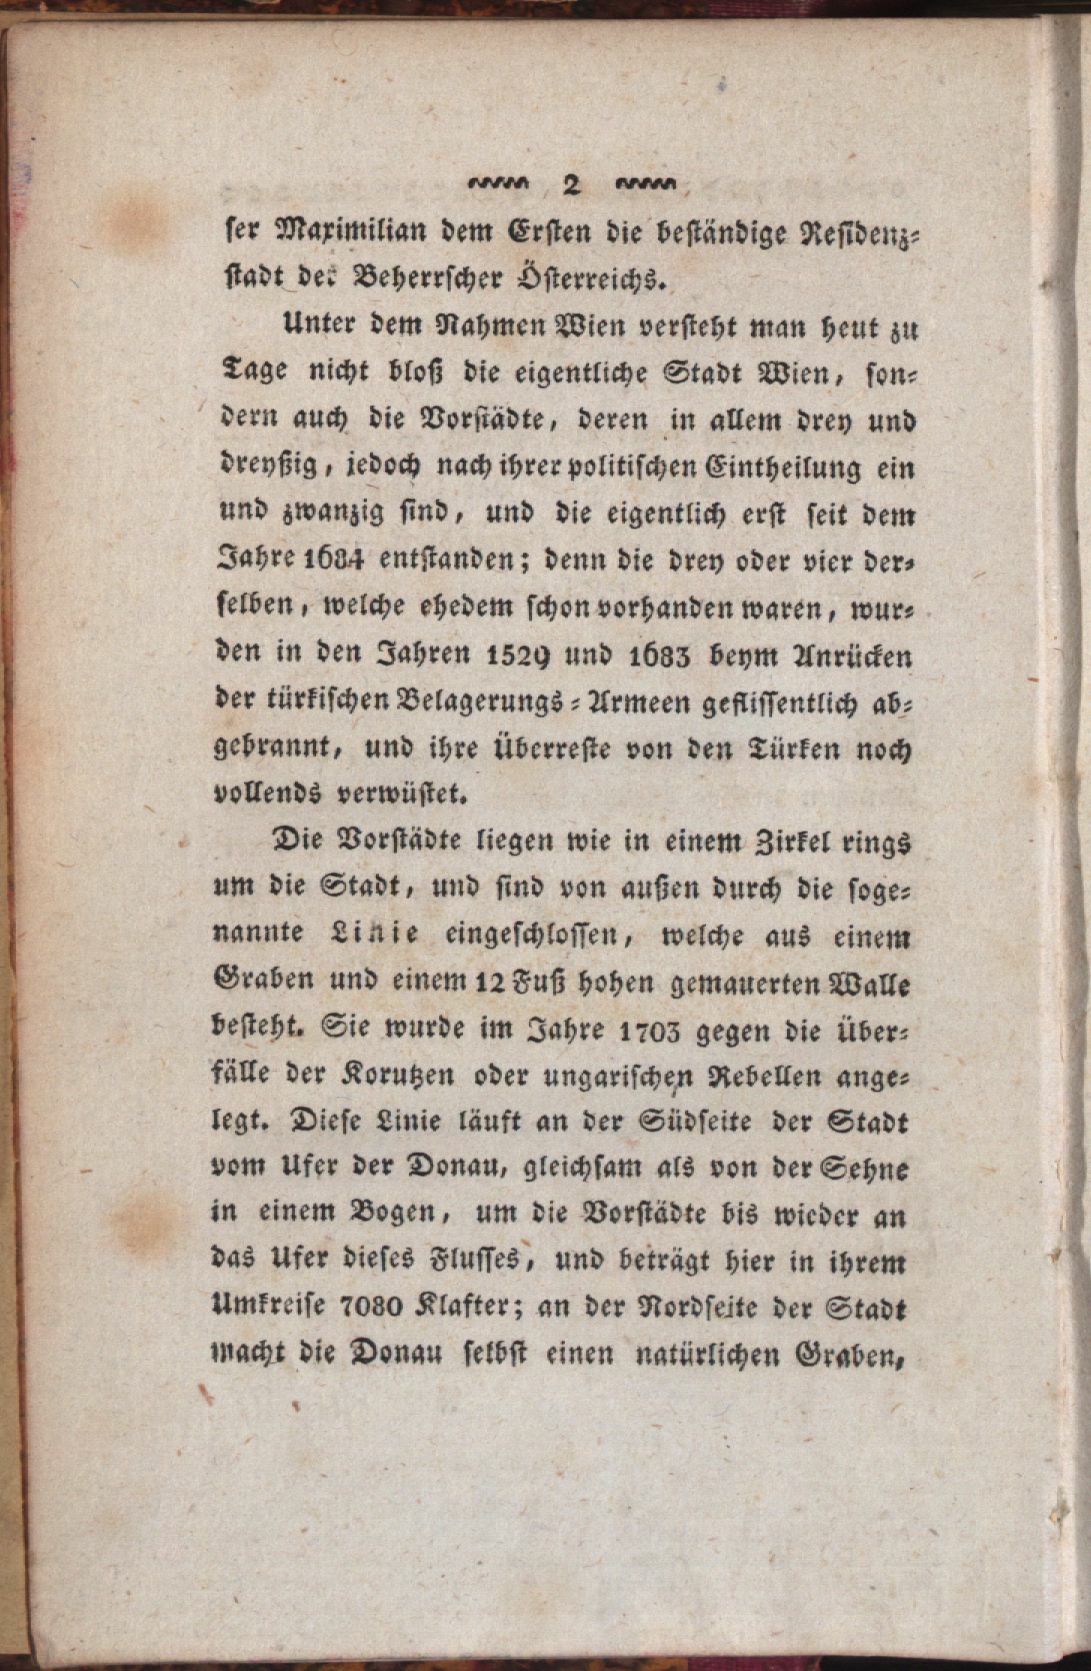 2
ser Maximilian dem Ersten die beständige Residenz-
stadt der Beherrscher Österreichs.
Unter dem Nahmen Wien versteht man heut zu
Tage nicht bloß die eigentliche Stadt Wien, son-
dern auch die Vorstädte, deren in allem drey und
dreyßig, jedoch nach ihrer politischen Eintheilung ein
und zwanzig sind, und die eigentlich erst seit dem
Jahre 1684 entstanden; denn die drey oder vier der-
selben, welche ehedem schon vorhanden waren, wur-
den in den Jahren 1529 und 1683 beym Anrücken
der türkischen Belagerungs-Armeen geflissentlich ab-
gebrannt, und ihre Überreste von den Türken noch
vollends verwüstet.
Die Vorstädte liegen wie in einem Zirkel rings
um die Stadt, und sind von außen durch die soge-
nannte Linie eingeschlossen, welche aus einem
Graben und einem 12 Fuß hohen gemauerten Walle
besteht. Sie wurde im Jahre 1703 gegen die Über-
fälle der Korutzen oder ungarischen Rebellen ange-
legt. Diese Linie läuft an der Südseite der Stadt
vom Ufer der Donau, gleichsam als von der Sehne
in einem Bogen, um die Vorstädte bis wieder an
das Ufer dieses Flusses, und beträgt hier in ihrem
Umkreise 7080 Klafter; an der Nordseite der Stadt
macht die Donau selbst einen natürlichen Graben,